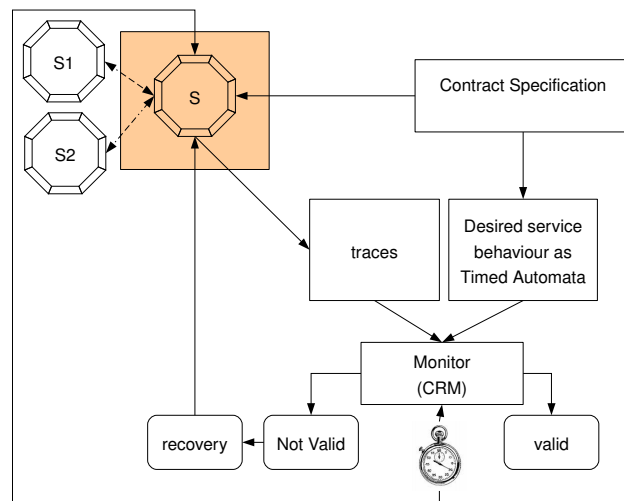 S1
S
S2
Contract Specification
traces
Desired service
behaviour as
Timed Automata
Monitor
(CRM)
recovery
Not Valid
valid